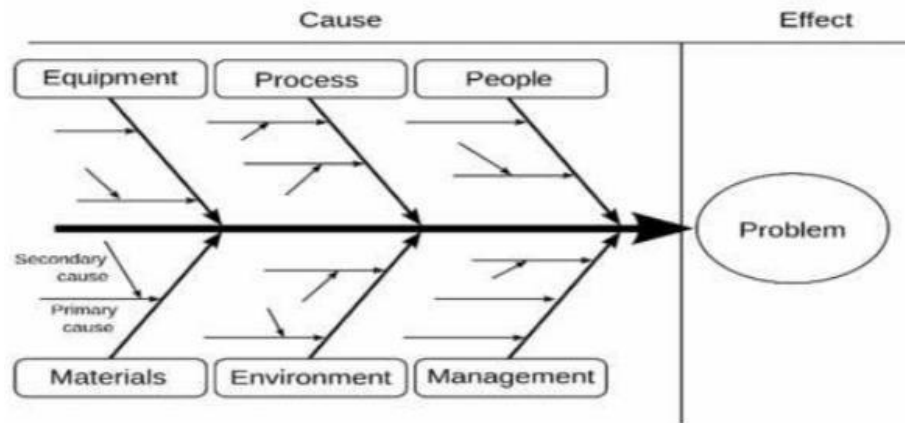 Cause
Effect
Equipment
Process
People
Problem
Secondary
cause
Primary
cause
Materials
Environment
Management